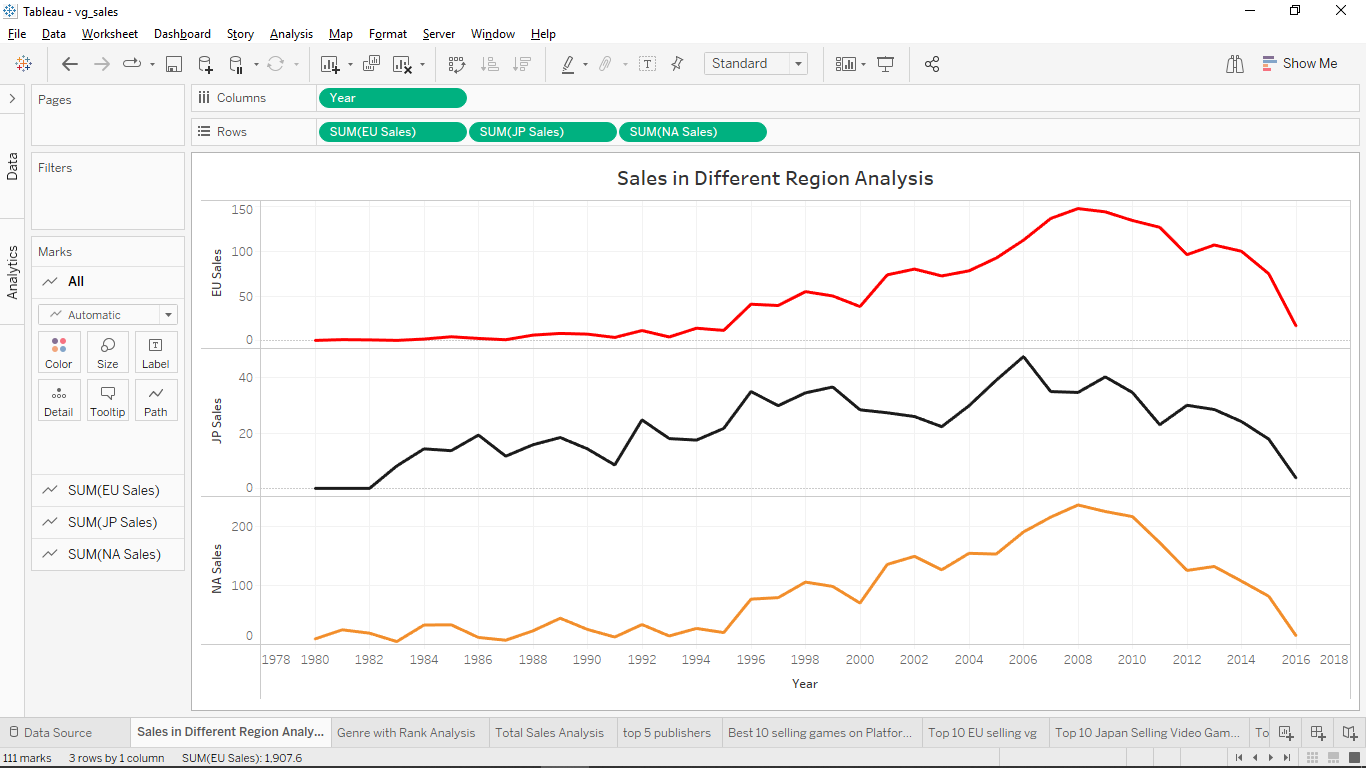 Tableau - vg_sales
File Data Worksheet Dashboard Story Analysis Map Format Server Window Help
Standard
Show Me
Pages
Columns Year
Rows SUM(EU Sales) SUM(JP Sales) SUM(NA Sales)
Filters
Data
Analytics
Marks
All
Automatic
Color Size Label
Detail Tooltip Path
SUM(EU Sales)
SUM(JP Sales)
SUM(NA Sales)
Sales in Different Region Analysis
EU Sales
150
100
50
0
JP Sales
40
20
0
NA Sales
200
100
0
1978 1980 1982 1984 1986 1988 1990 1992 1994 1996 1998 2000 2002 2004 2006 2008 2010 2012 2014 2016 2018
Year
Data Source Sales in Different Region Analy... Genre with Rank Analysis Total Sales Analysis top 5 publishers Best 10 selling games on Platfor... Top 10 EU selling vg Top 10 Japan Selling Video Gam... To
111 marks 3 rows by 1 column SUM(EU Sales): 1,907.6